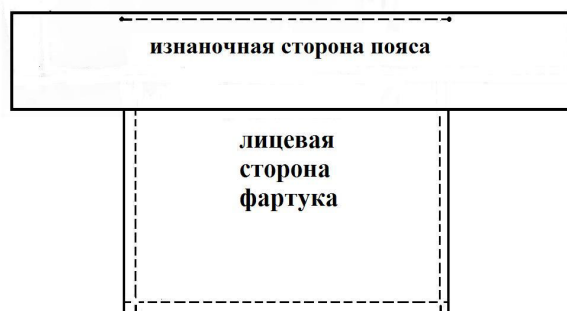 изнаночная сторона пояса
лицевая
сторона
фартука